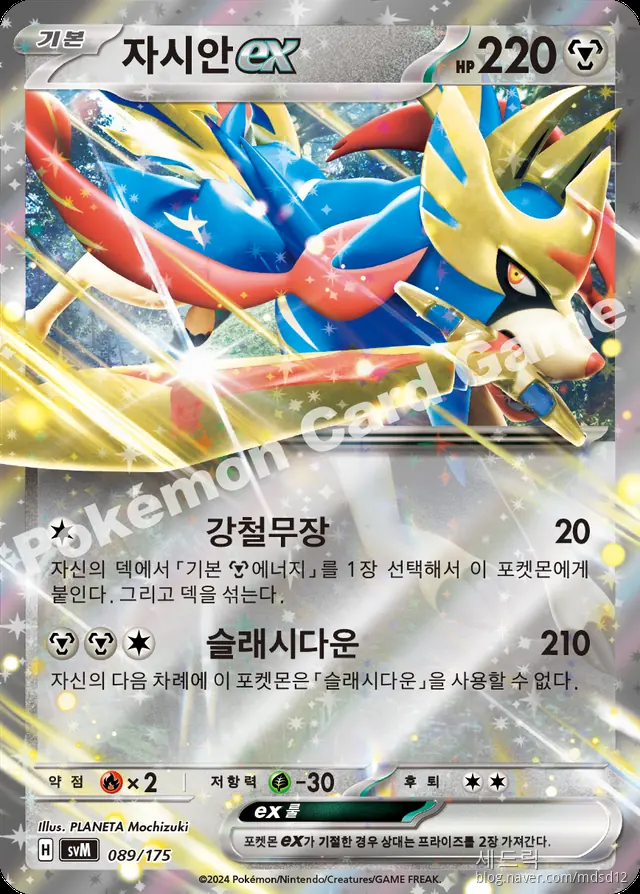 기본 자시안 ex HP 220
강철무장 20
자신의 덱에서 「기본 에너지」를 1장 선택해서 이 포켓몬에게
붙인다. 그리고 덱을 섞는다.
슬래시다운 210
자신의 다음 차례에 이 포켓몬은 「슬래시다운」을 사용할 수 없다.
약점 ×2 저항력 -30 후퇴
ex 룰
포켓몬 ex가 기절한 경우 상대는 프라이즈를 2장 가져간다.
Illus. PLANETA Mochizuki
H svM 089/175
©2024 Pokémon/Nintendo/Creatures/GAME FREAK.
Pokémon Card Game
세드릭
blog.naver.com/mdsd12